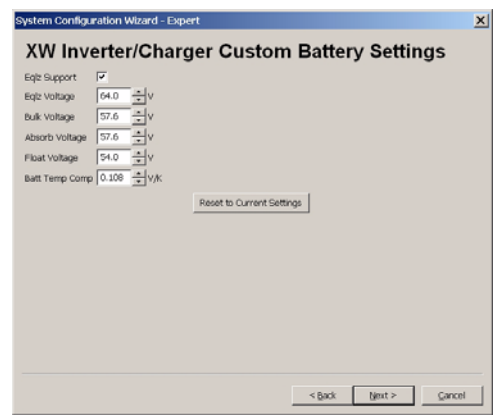 System Configuration Wizard - Expert
XW Inverter/Charger Custom Battery Settings
Eqlz Support
Eqlz Voltage 64.0 V
Bulk Voltage 57.6 V
Absorb Voltage 57.6 V
Float Voltage 54.0 V
Batt Temp Comp 0.108 V/K
Reset to Current Settings
< Back Next > Cancel